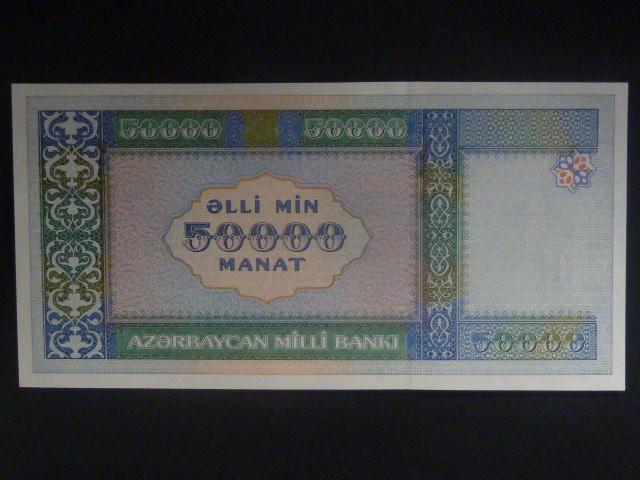 50000 50000
ƏLLİ MİN
50000
MANAT
AZƏRBAYCAN MİLLİ BANKI
50000